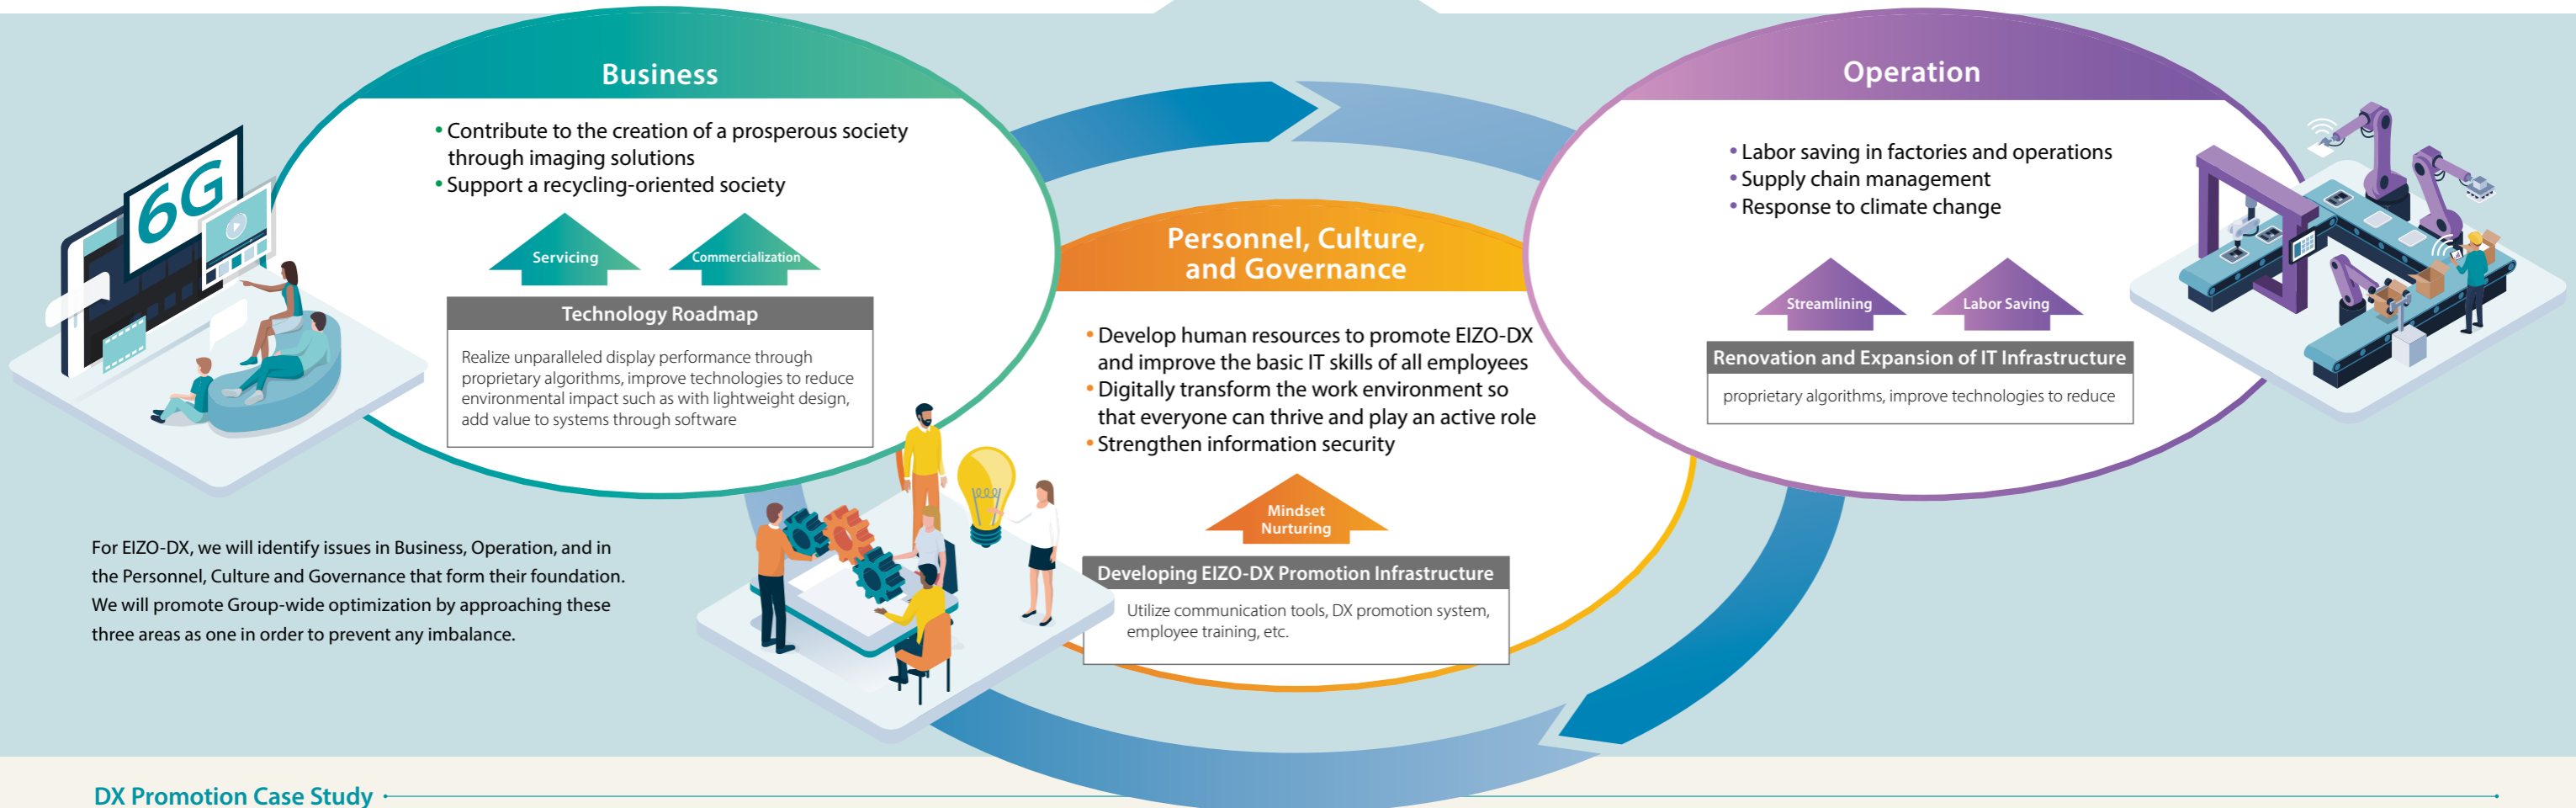 Business
• Contribute to the creation of a prosperous society
through imaging solutions
• Support a recycling-oriented society
Servicing
Commercialization
Technology Roadmap
Realize unparalleled display performance through
proprietary algorithms, improve technologies to reduce
environmental impact such as with lightweight design,
add value to systems through software
6G
Personnel, Culture,
and Governance
• Develop human resources to promote EIZO-DX
and improve the basic IT skills of all employees
• Digitally transform the work environment so
that everyone can thrive and play an active role
• Strengthen information security
Mindset
Nurturing
Developing EIZO-DX Promotion Infrastructure
Utilize communication tools, DX promotion system,
employee training, etc.
Operation
• Labor saving in factories and operations
• Supply chain management
• Response to climate change
Streamlining
Labor Saving
Renovation and Expansion of IT Infrastructure
proprietary algorithms, improve technologies to reduce
For EIZO-DX, we will identify issues in Business, Operation, and in
the Personnel, Culture and Governance that form their foundation.
We will promote Group-wide optimization by approaching these
three areas as one in order to prevent any imbalance.
DX Promotion Case Study